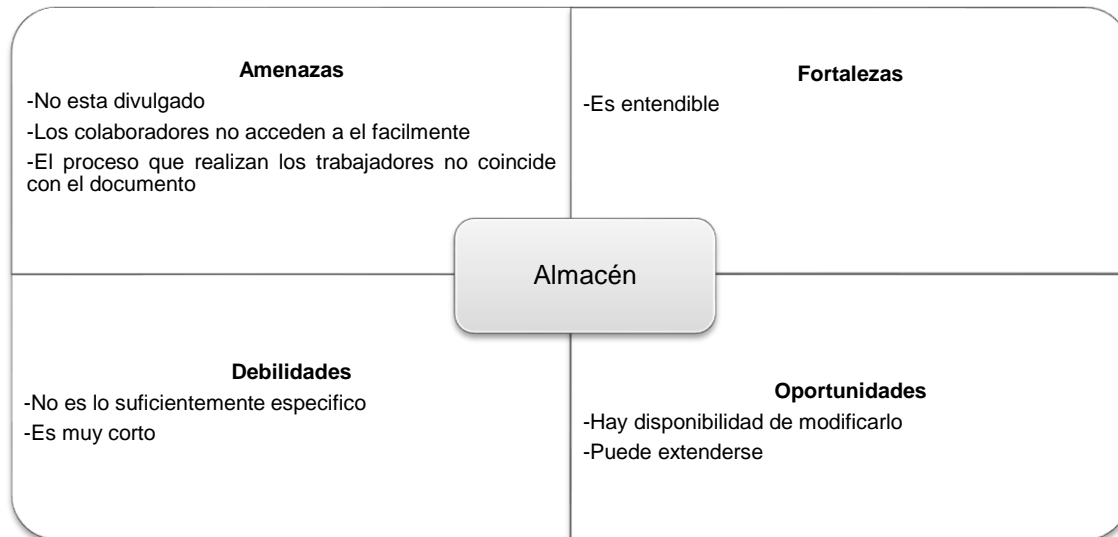 Amenazas
-No esta divulgado
-Los colaboradores no acceden a el facilmente
-El proceso que realizan los trabajadores no coincide
con el documento
Fortalezas
-Es entendible
Almacén
Debilidades
-No es lo suficientemente especifico
-Es muy corto
Oportunidades
-Hay disponibilidad de modificarlo
-Puede extenderse